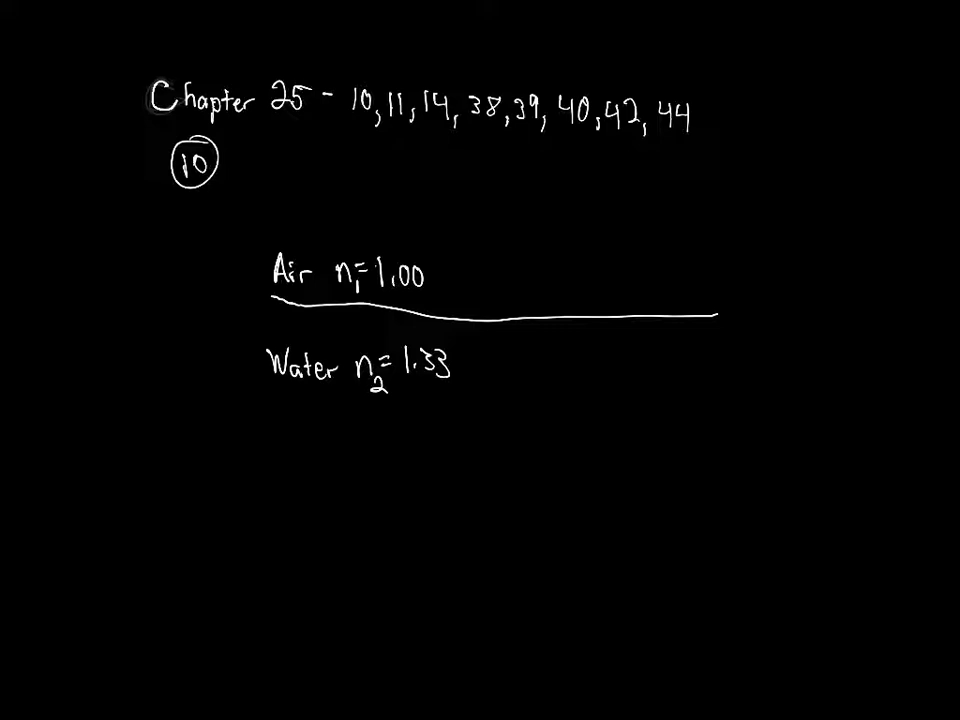 Chapter 25 - 10, 11, 14, 38, 39, 40, 42, 44
10
Air n₁=1.00
Water n₂=1.33